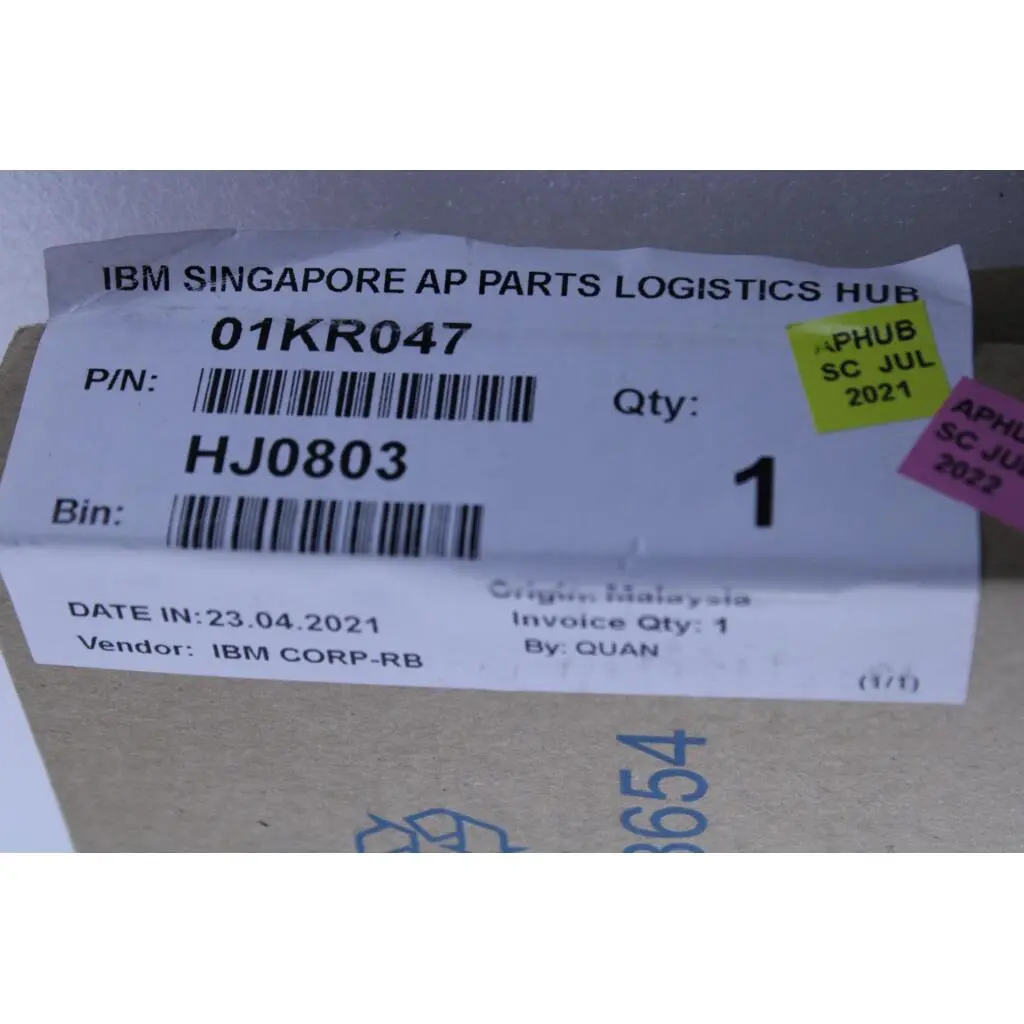 IBM SINGAPORE AP PARTS LOGISTICS HUB
01KR047
P/N:
Qty:
HJ0803
1
Bin:
APHUB
SC JUL
2021
APHU
SC JUL
2022
DATE IN:23.04.2021
Origin: Malaysia
Invoice Qty: 1
Vendor: IBM CORP-RB
By: QUAN
(1/1)
3654